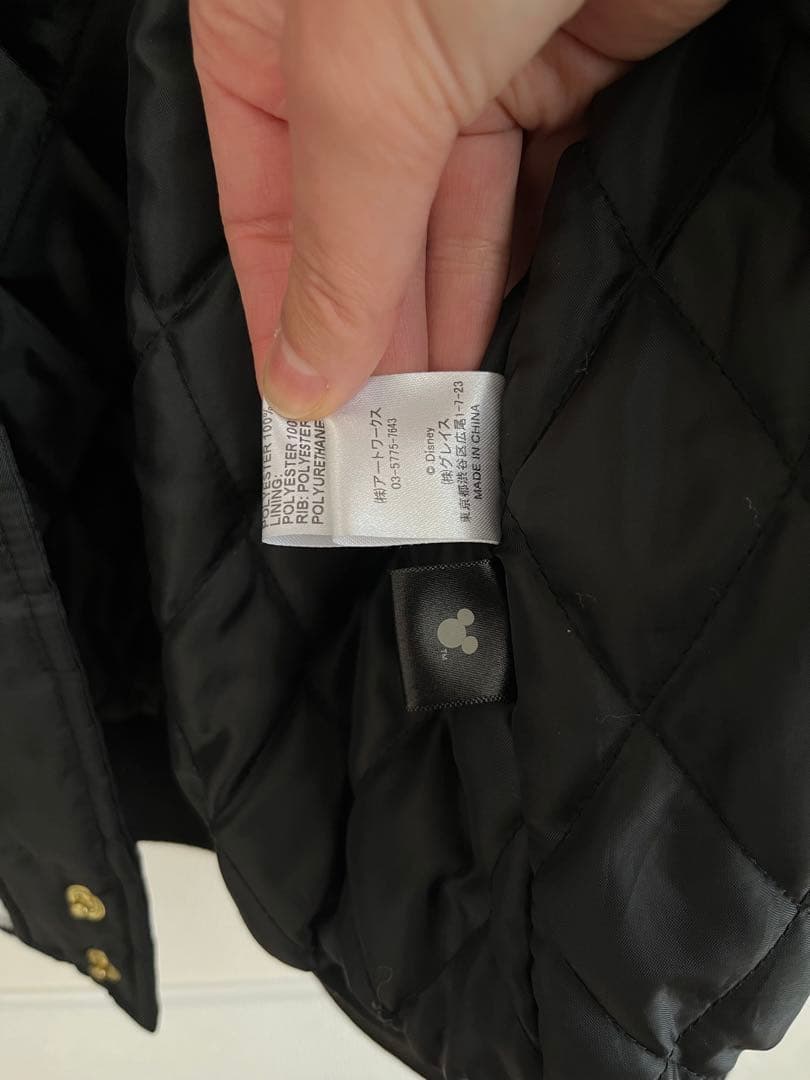 POLYESTER 100%
LINING:
POLYESTER 100
RIB: POLYESTER
POLYURETHANE
(株)アートワークス
03-5775-7643
© Disney
(株)グレイス
東京都渋谷区広尾1-7-23
MADE IN CHINA
TM